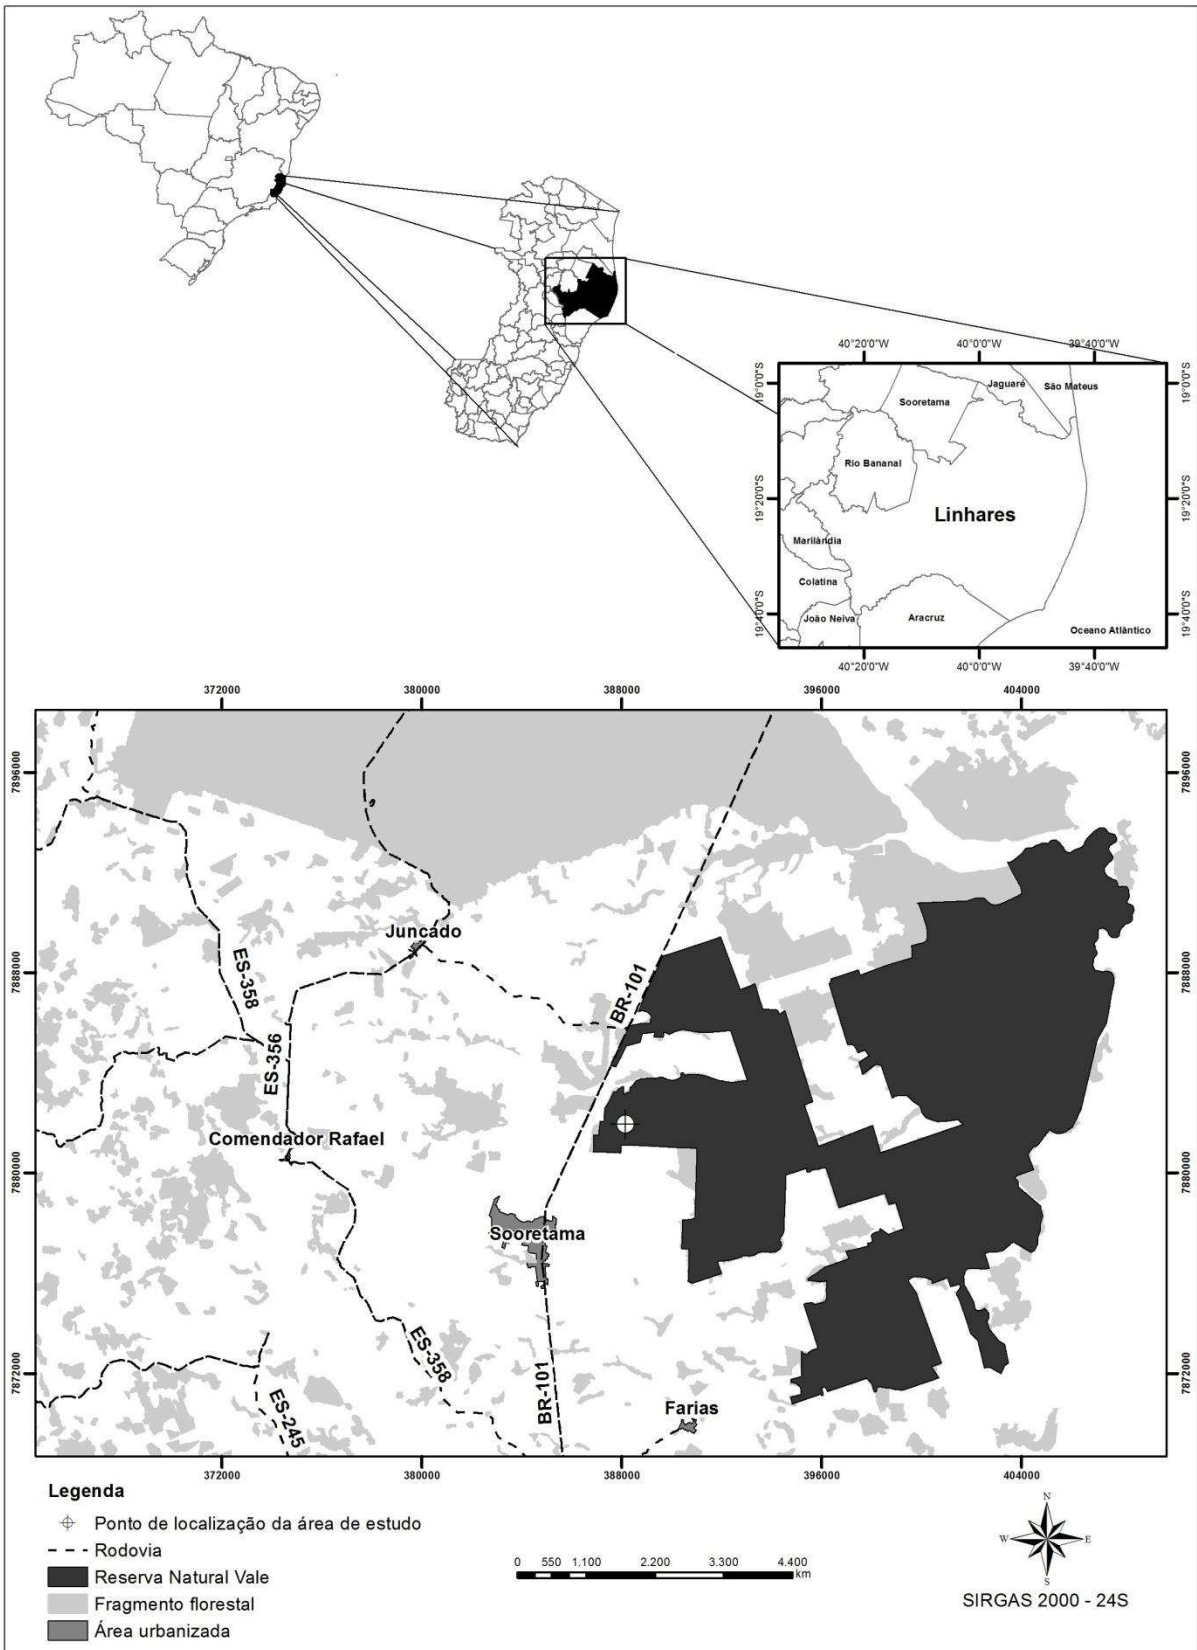 40°20'0"W 40°0'0"W 39°40'0"W
19°0'0"S 19°0'0"S
Jaguaré São Mateus
Sooretama
Rio Bananal
19°20'0"S 19°20'0"S
Linhares
Marilândia
Colatina
João Neiva Aracruz
19°40'0"S 19°40'0"S
Oceano Atlântico
40°20'0"W 40°0'0"W 39°40'0"W
372000 380000 388000 396000 404000
7896000 7896000
Juncado
7888000 7888000
ES-358
BR-101
ES-356
Comendador Rafael
7880000 7880000
Sooretama
ES-358
7872000 7872000
BR-101
Farias
ES-245
372000 380000 388000 396000 404000
Legenda
Ponto de localização da área de estudo
Rodovia
Reserva Natural Vale
Fragmento florestal
Área urbanizada
0 550 1.100 2.200 3.300 4.400
km
N
W E
S
SIRGAS 2000 - 24S